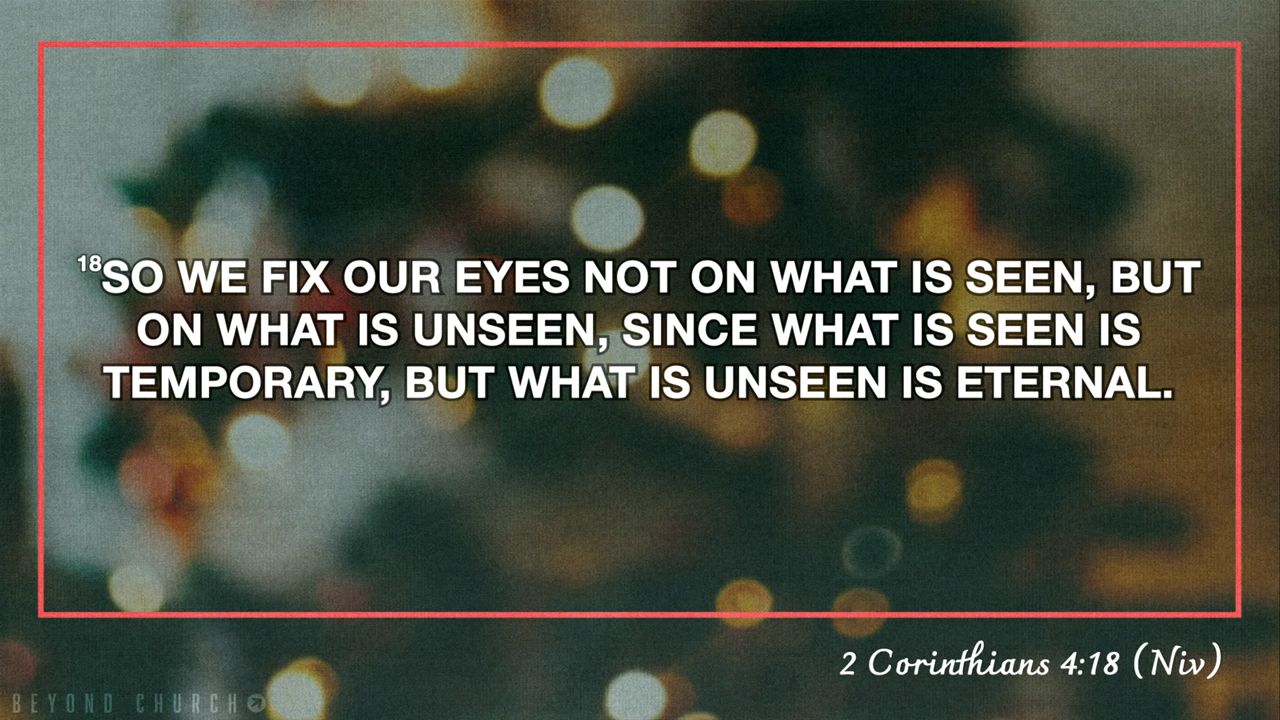 18SO WE FIX OUR EYES NOT ON WHAT IS SEEN, BUT
ON WHAT IS UNSEEN, SINCE WHAT IS SEEN IS
TEMPORARY, BUT WHAT IS UNSEEN IS ETERNAL.
2 Corinthians 4:18 (Niv)
BEYOND CHURCH